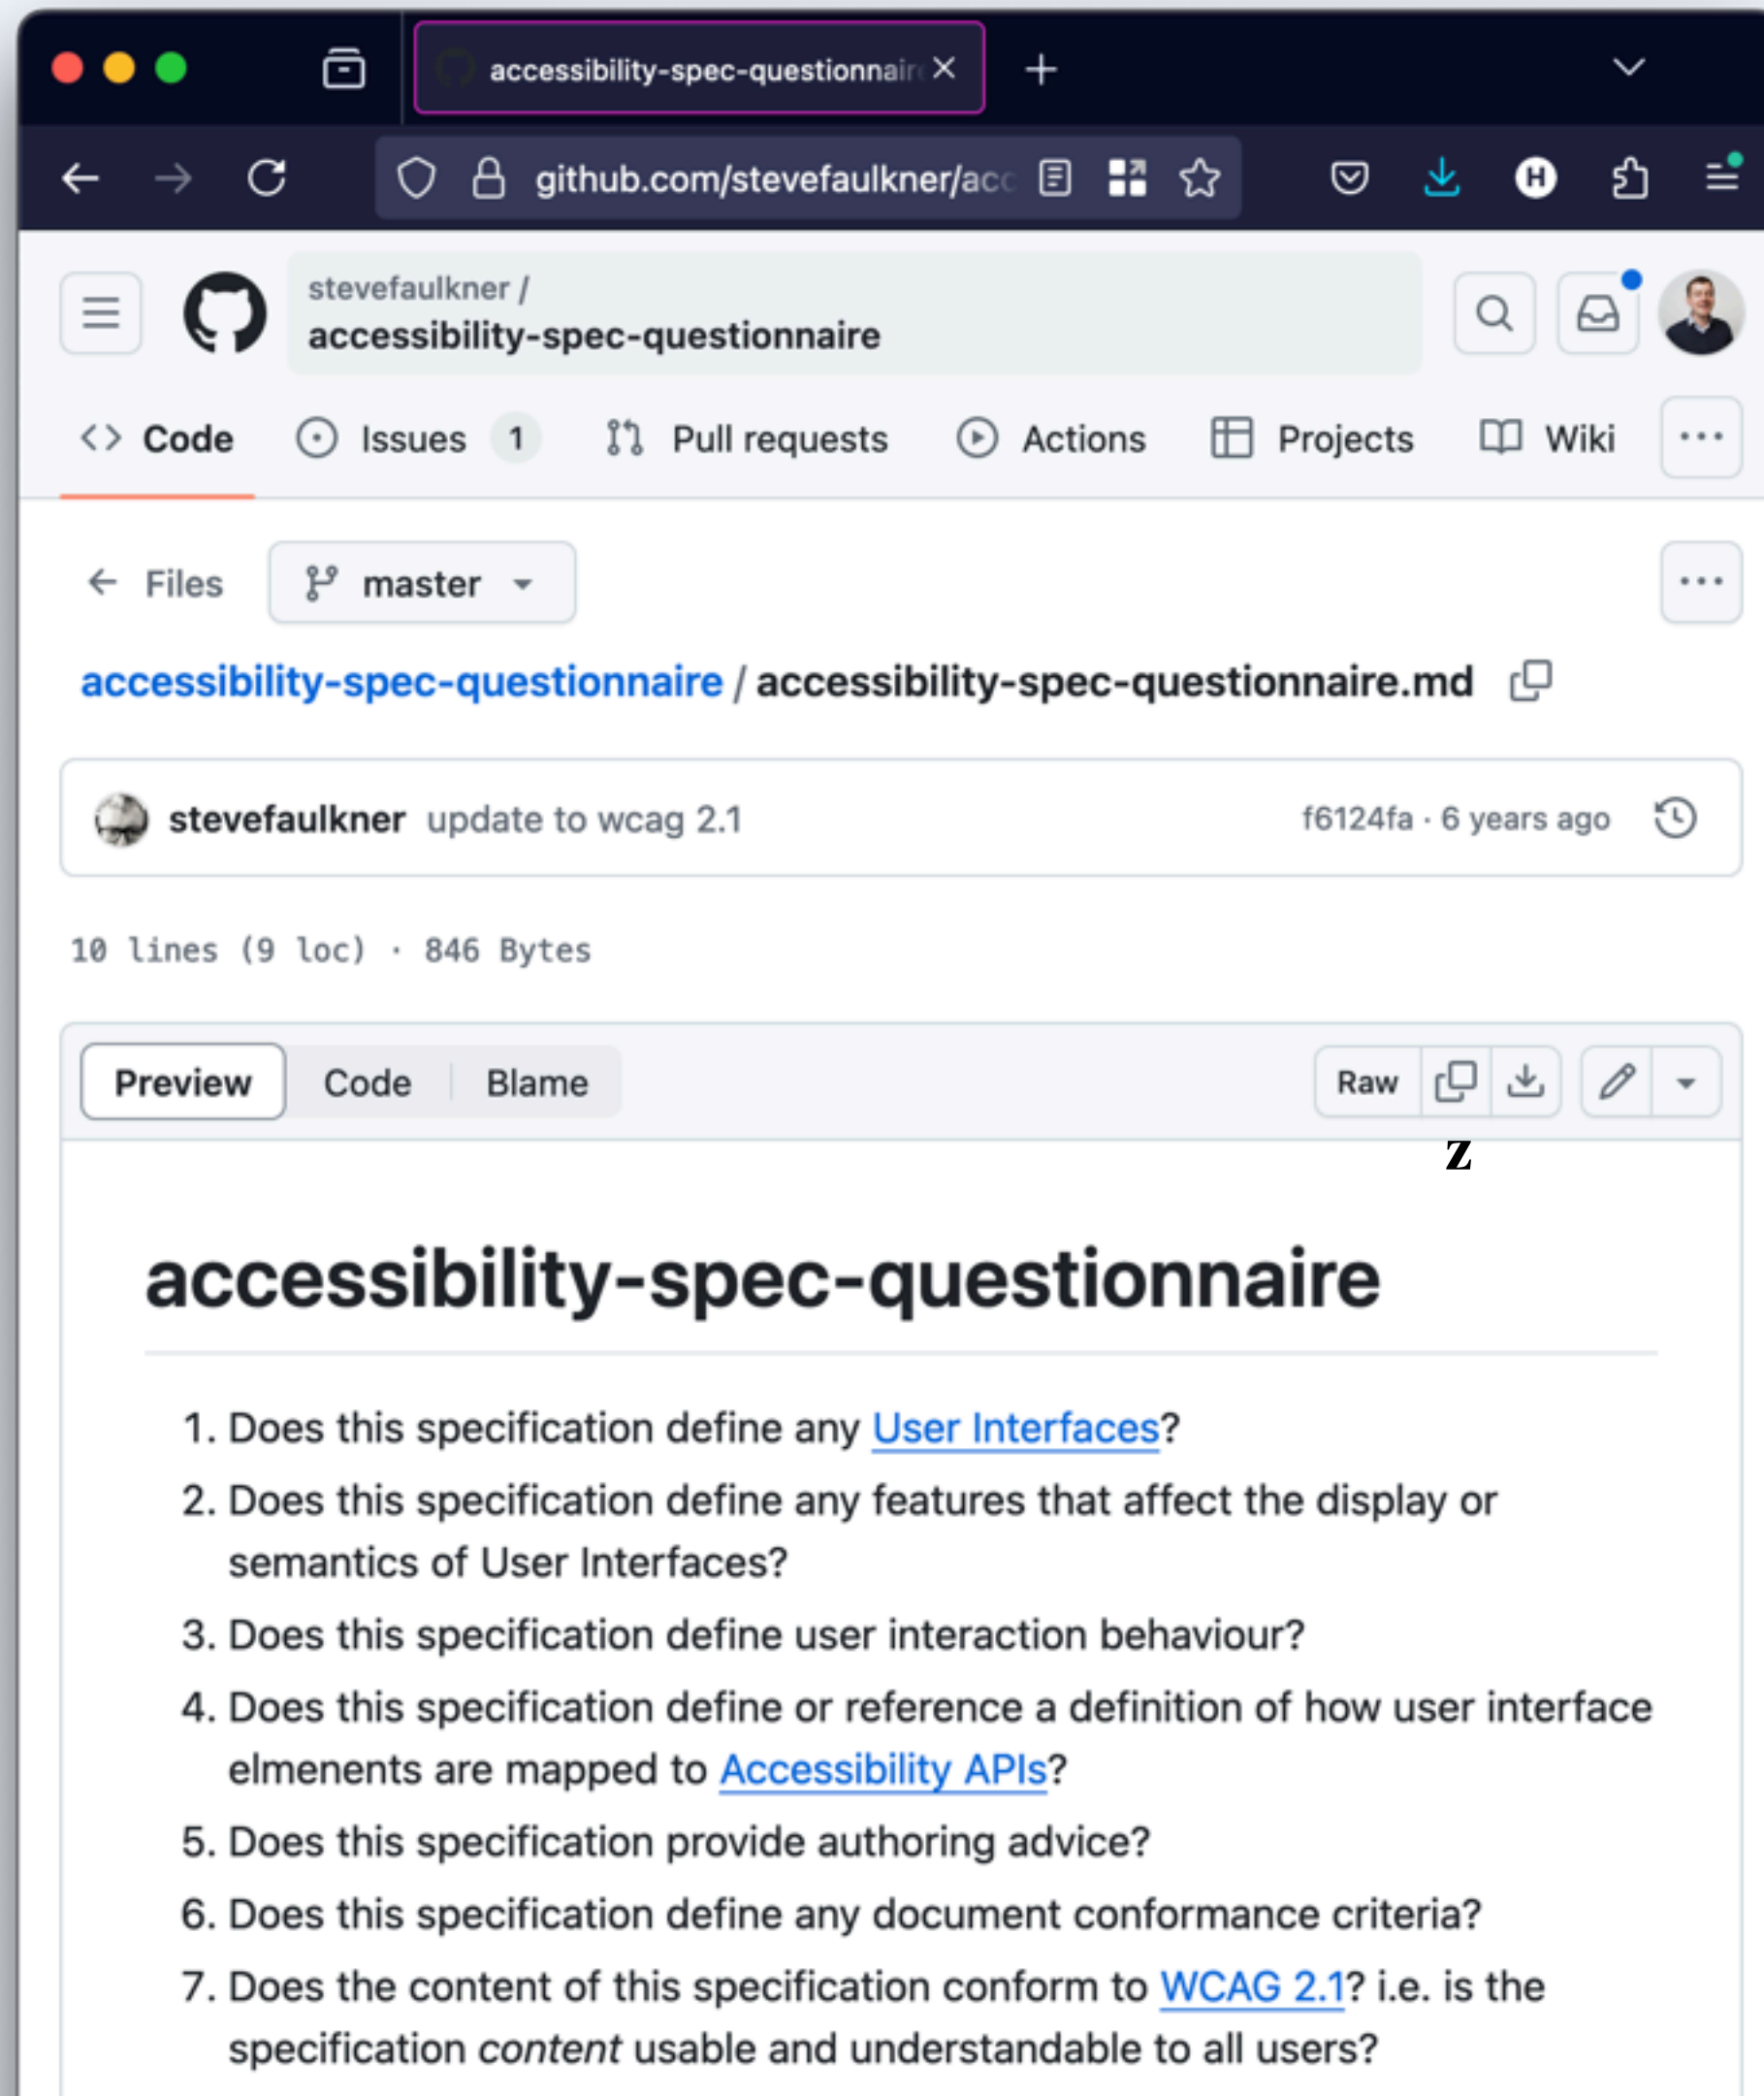 accessibility-spec-questionnair
github.com/stevefaulkner/acc
H
stevefaulkner /
accessibility-spec-questionnaire
Code Issues 1 Pull requests Actions Projects Wiki
Files master
accessibility-spec-questionnaire / accessibility-spec-questionnaire.md
stevefaulkner update to wcag 2.1 f6124fa · 6 years ago
10 lines (9 loc) · 846 Bytes
Preview Code Blame Raw
z
accessibility-spec-questionnaire
1. Does this specification define any User Interfaces?
2. Does this specification define any features that affect the display or
semantics of User Interfaces?
3. Does this specification define user interaction behaviour?
4. Does this specification define or reference a definition of how user interface
elmenents are mapped to Accessibility APIs?
5. Does this specification provide authoring advice?
6. Does this specification define any document conformance criteria?
7. Does the content of this specification conform to WCAG 2.1? i.e. is the
specification content usable and understandable to all users?